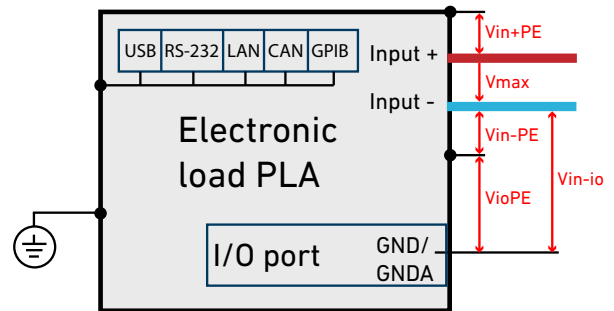 USB RS-232 LAN CAN GPIB
Input +
Input -
Electronic
load PLA
I/O port
GND/
GNDA
Vin+PE
Vmax
Vin-PE
VioPE
Vin-io